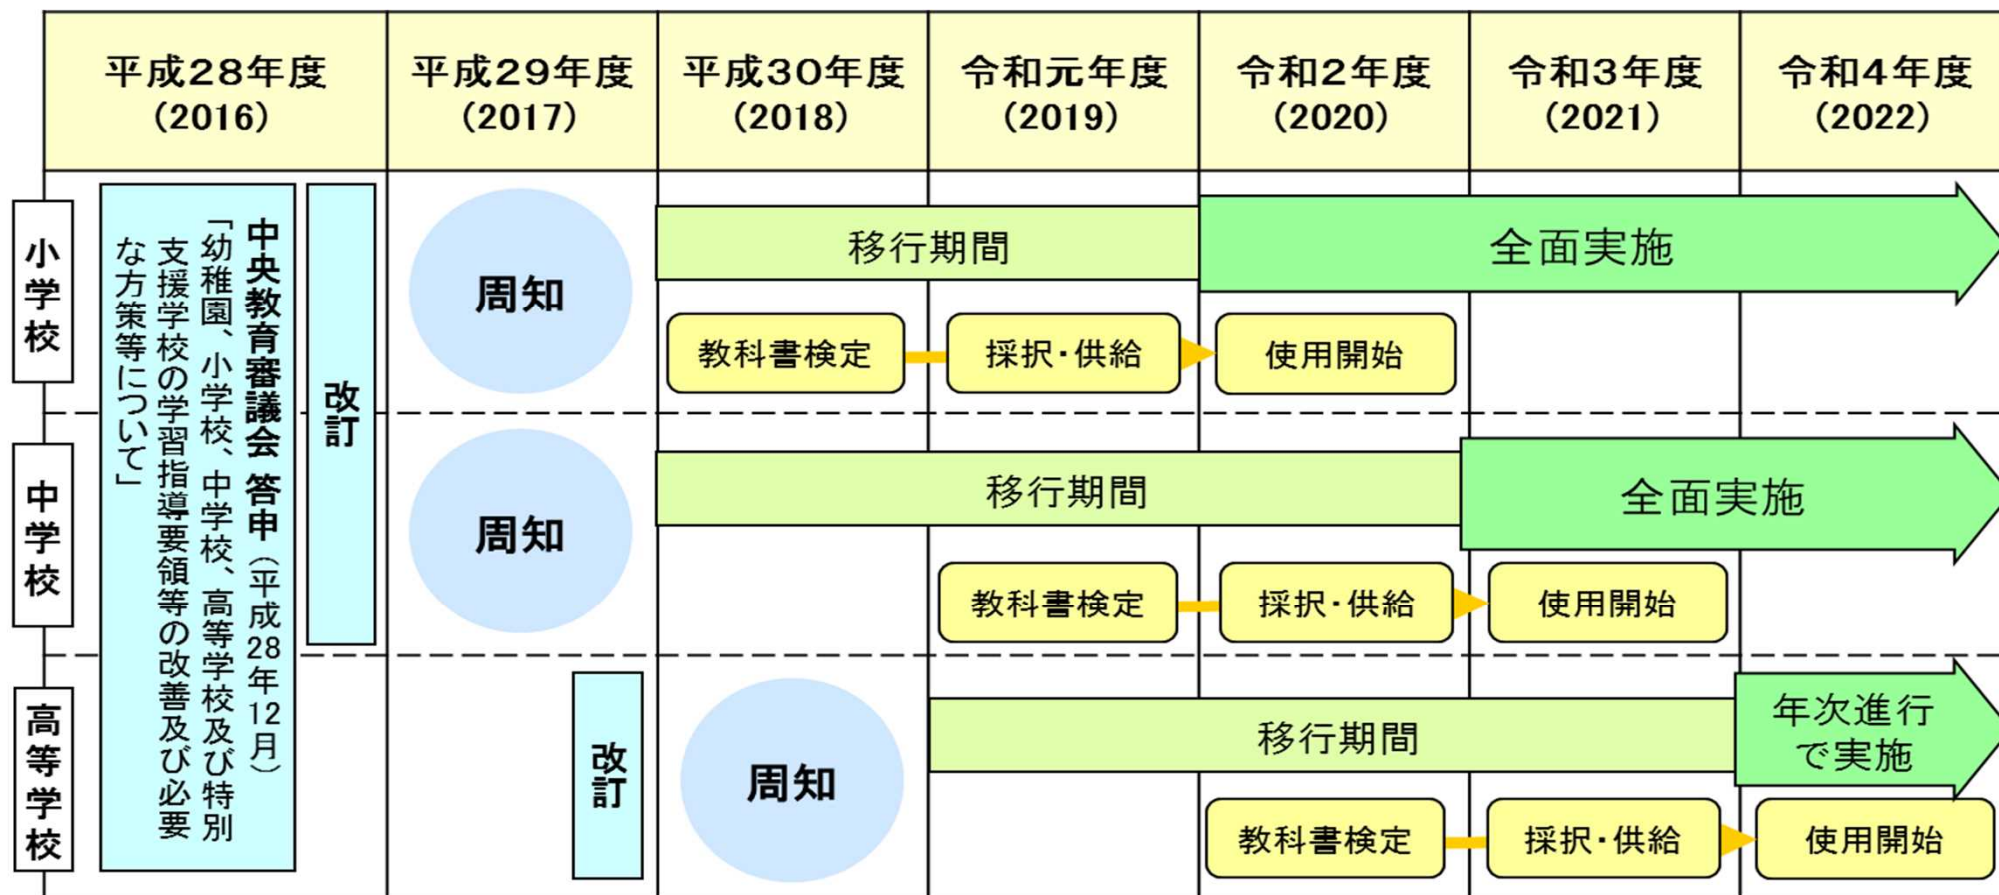 平成28年度
(2016)
平成29年度
(2017)
平成30年度
(2018)
令和元年度
(2019)
令和2年度
(2020)
令和3年度
(2021)
令和4年度
(2022)
中央教育審議会 答申（平成28年12月）
「幼稚園、小学校、中学校、高等学校及び特別
支援学校の学習指導要領等の改善及び必要
な方策等について」
改訂
小学校
周知
移行期間
全面実施
教科書検定
採択・供給
使用開始
中学校
周知
移行期間
全面実施
教科書検定
採択・供給
使用開始
高等学校
改訂
周知
移行期間
年次進行
で実施
教科書検定
採択・供給
使用開始